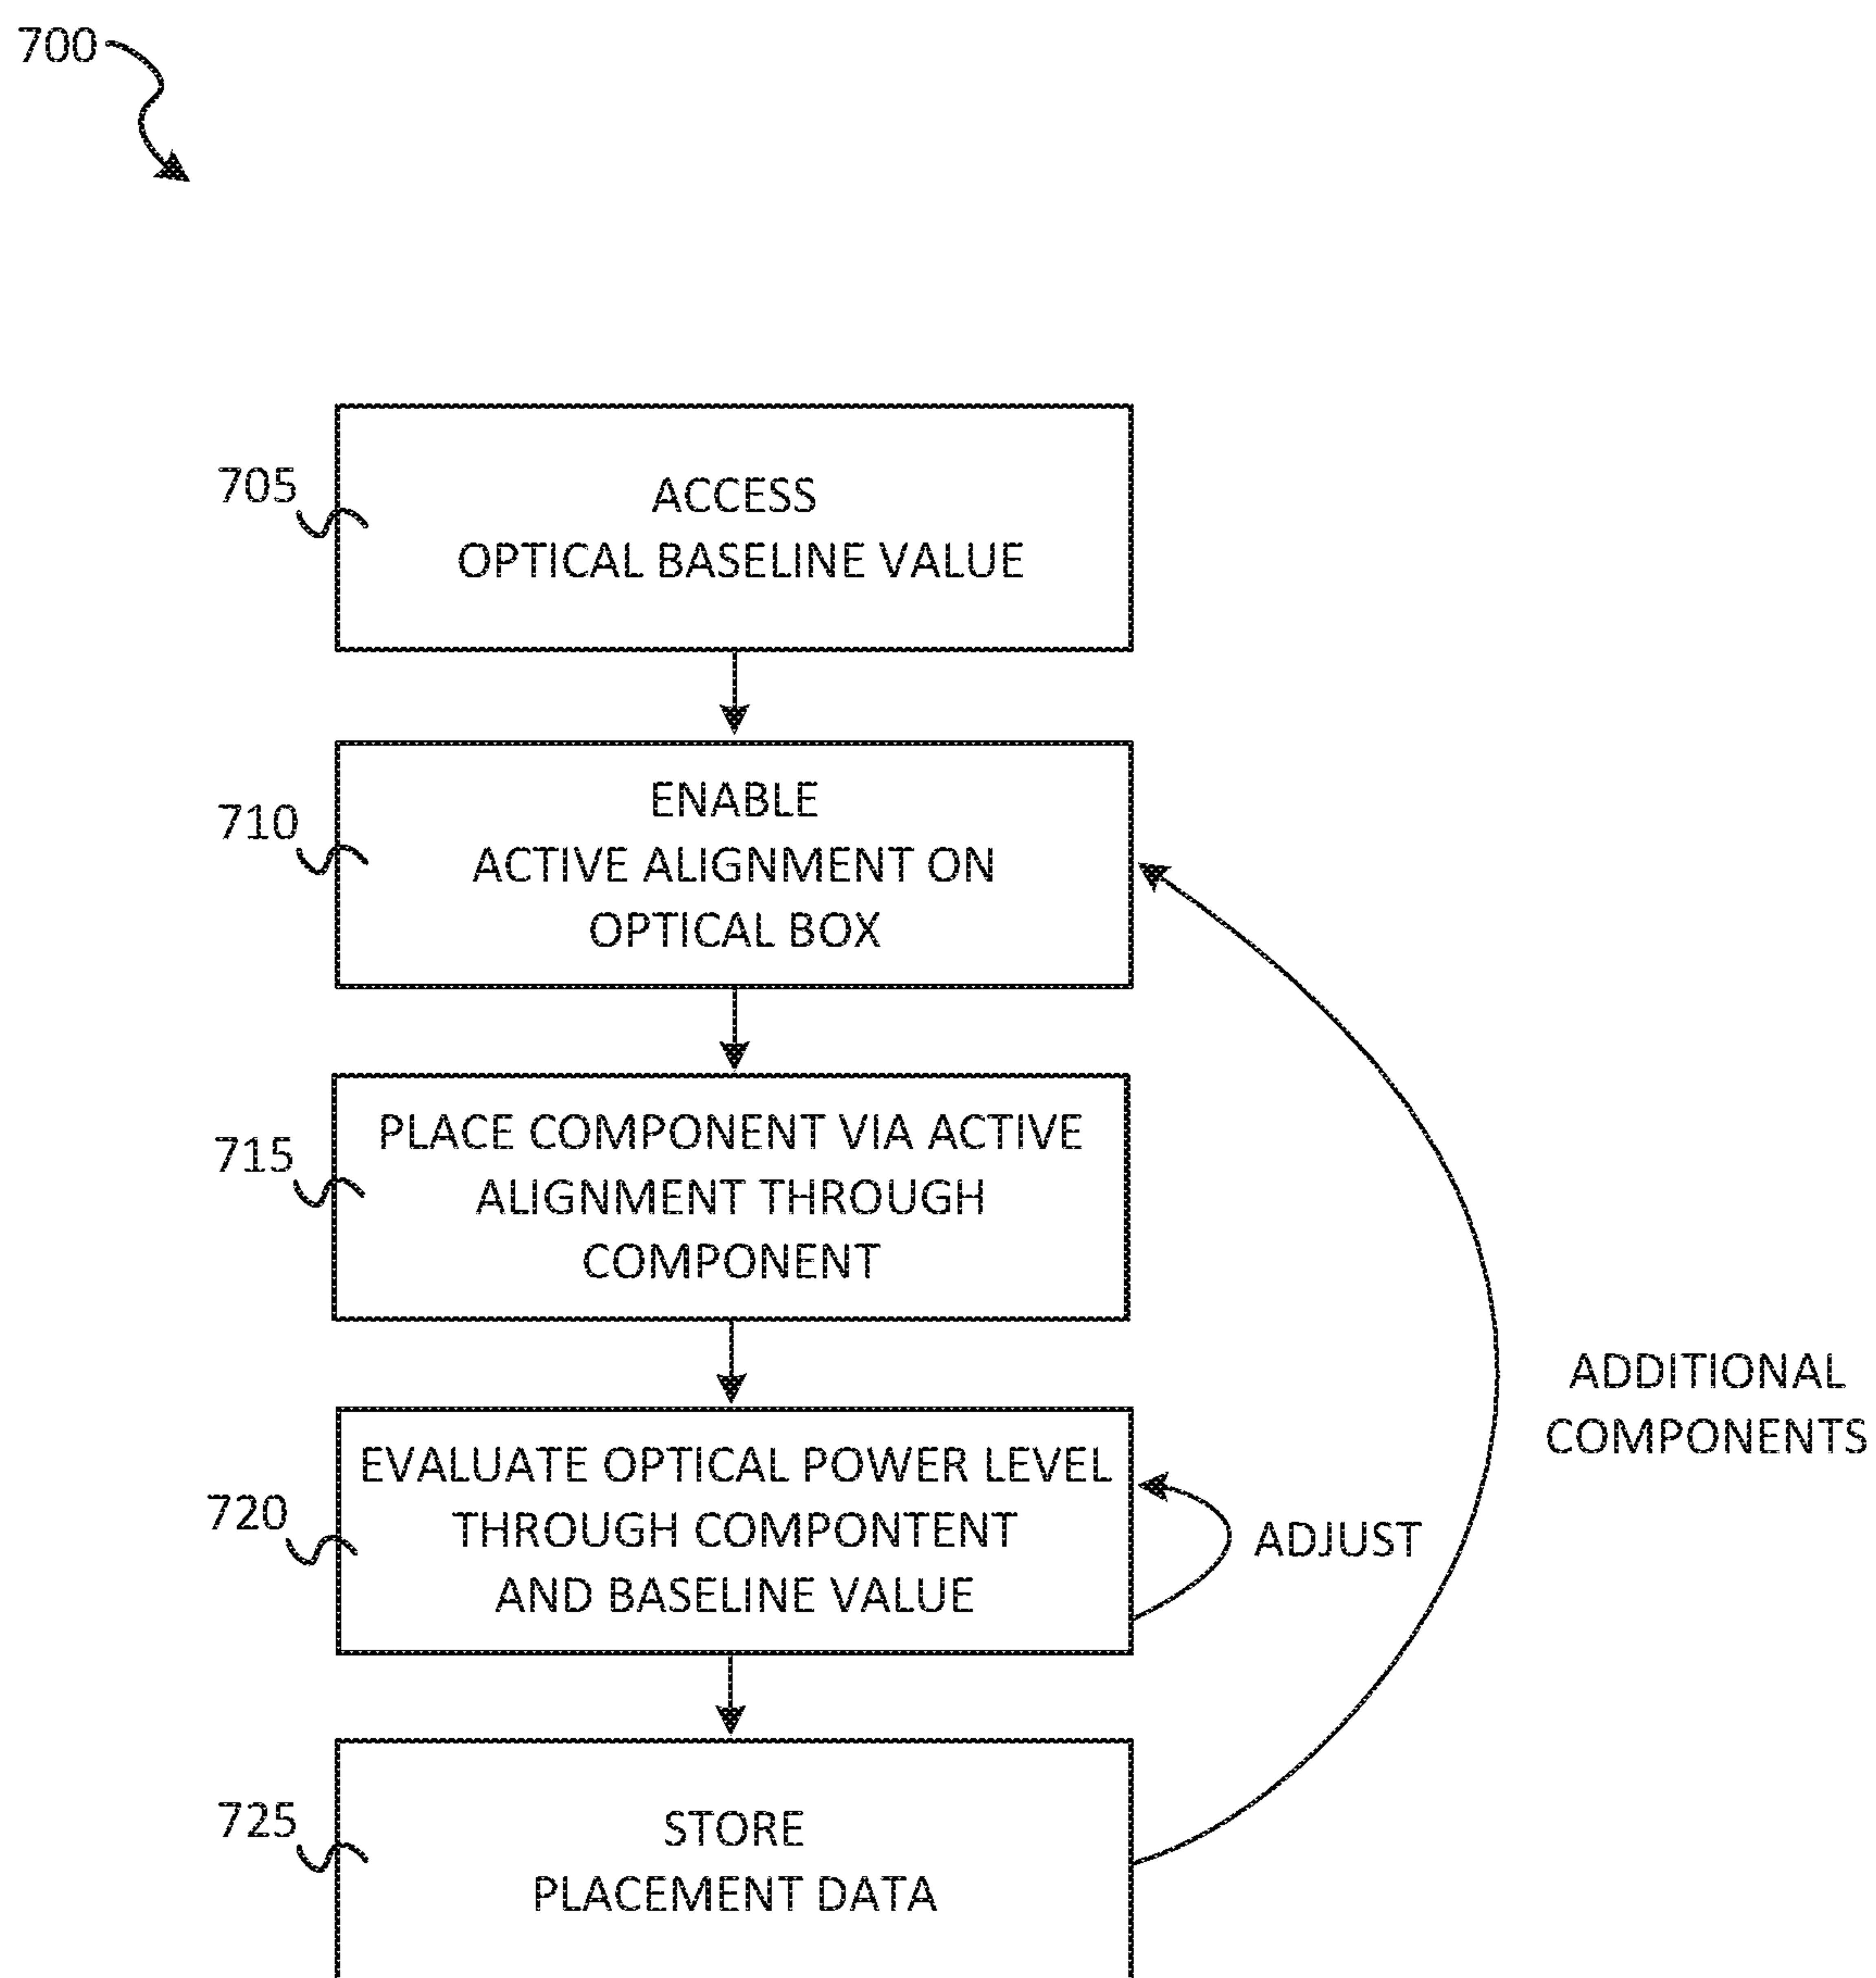 700
705
ACCESS
OPTICAL BASELINE VALUE
710
ENABLE
ACTIVE ALIGNMENT ON
OPTICAL BOX
715
PLACE COMPONENT VIA ACTIVE
ALIGNMENT THROUGH
COMPONENT
720
EVALUATE OPTICAL POWER LEVEL
THROUGH COMPONTENT
AND BASELINE VALUE
ADJUST
ADDITIONAL
COMPONENTS
725
STORE
PLACEMENT DATA